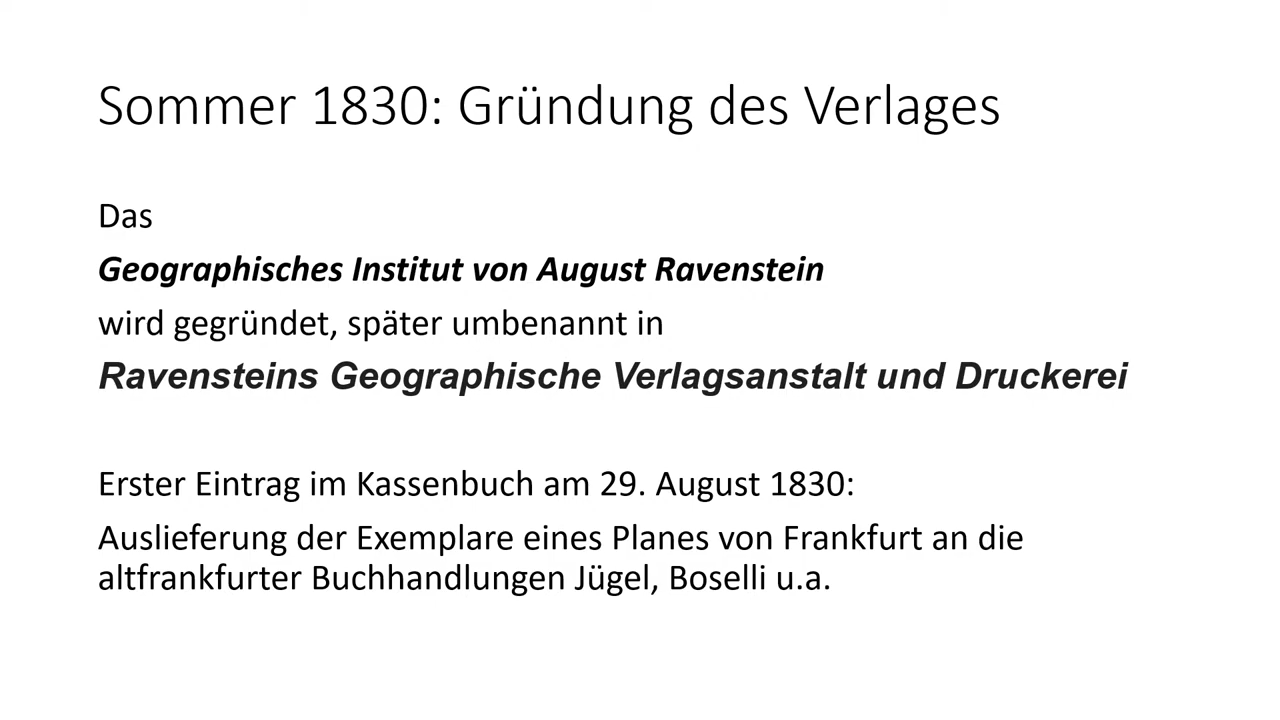 Sommer 1830: Gründung des Verlages
Das
Geographisches Institut von August Ravenstein
wird gegründet, später umbenannt in
Ravensteins Geographische Verlagsanstalt und Druckerei
Erster Eintrag im Kassenbuch am 29. August 1830:
Auslieferung der Exemplare eines Planes von Frankfurt an die
altfrankfurter Buchhandlungen Jügel, Boselli u.a.